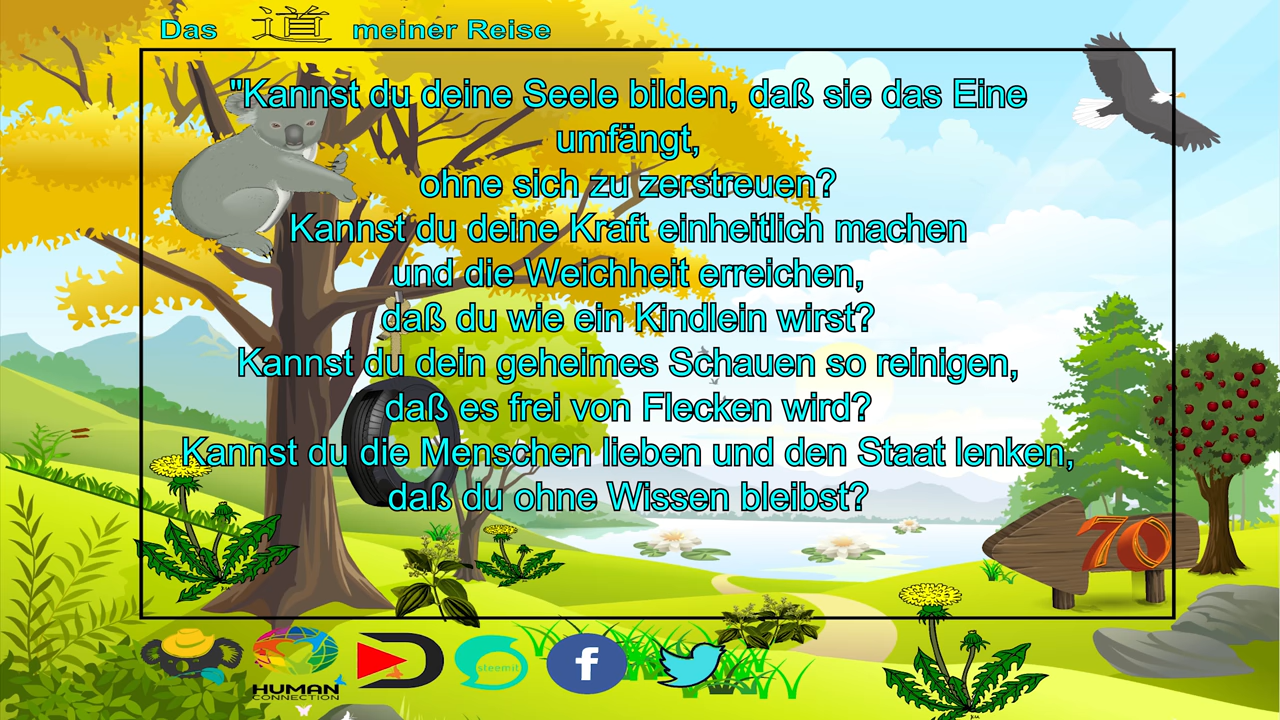 Das 道 meiner Reise
"Kannst du deine Seele bilden, daß sie das Eine
umfängt,
ohne sich zu zerstreuen?
Kannst du deine Kraft einheitlich machen
und die Weichheit erreichen,
daß du wie ein Kindlein wirst?
Kannst du dein geheimes Schauen so reinigen,
daß es frei von Flecken wird?
Kannst du die Menschen lieben und den Staat lenken,
daß du ohne Wissen bleibst?
70
HUMAN
CONNECTION
steemit
f